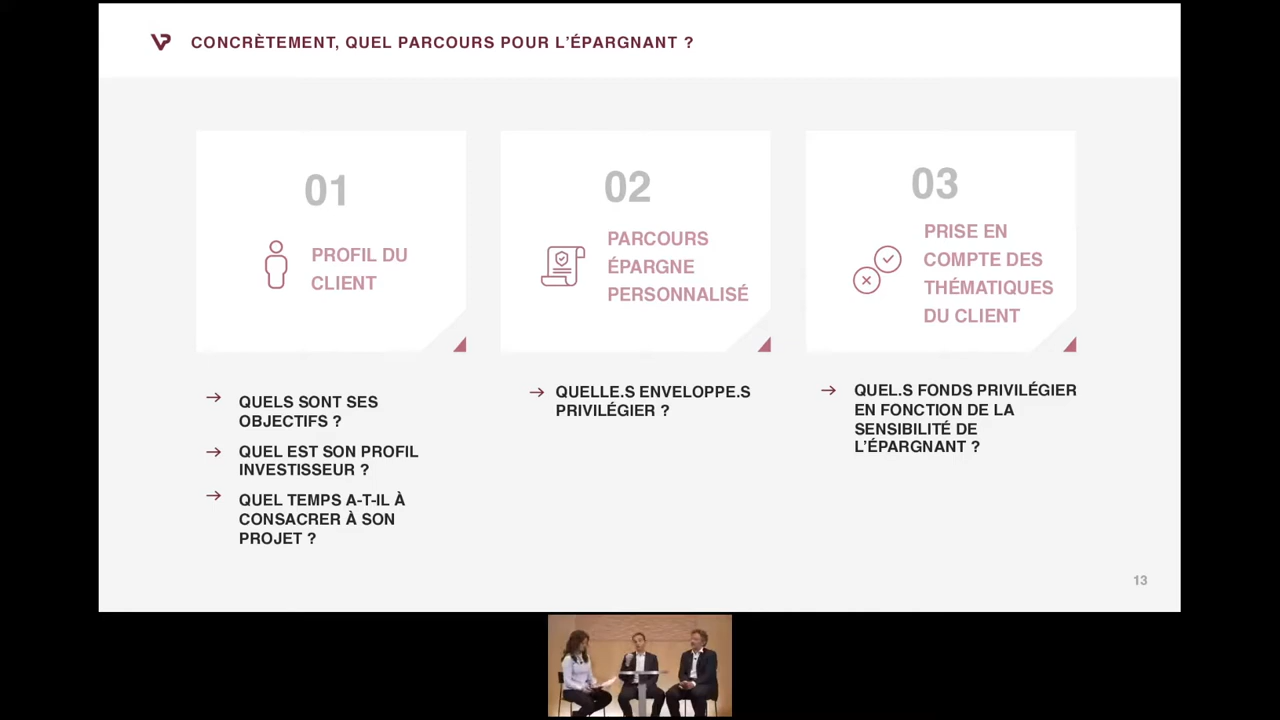 CONCRÈTEMENT, QUEL PARCOURS POUR L'ÉPARGNANT ?
01
PROFIL DU
CLIENT
QUELS SONT SES
OBJECTIFS ?
QUEL EST SON PROFIL
INVESTISSEUR ?
QUEL TEMPS A-T-IL À
CONSACRER À SON
PROJET ?
02
PARCOURS
ÉPARGNE
PERSONNALISÉ
QUELLE.S ENVELOPPE.S
PRIVILÉGIER ?
03
PRISE EN
COMPTE DES
THÉMATIQUES
DU CLIENT
QUEL.S FONDS PRIVILÉGIER
EN FONCTION DE LA
SENSIBILITÉ DE
L'ÉPARGNANT ?
13